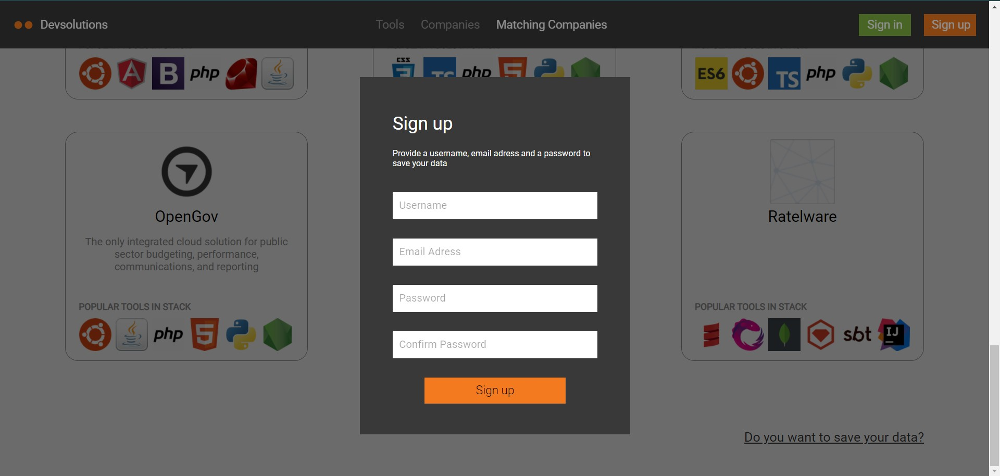 Devsolutions
Tools
Companies
Matching Companies
Sign in
Sign up
B
php
CSS
3
TS
php
5
ES6
TS
php
Sign up
Provide a username, email adress and a password to
save your data
Username
Email Adress
Password
Confirm Password
Sign up
OpenGov
The only integrated cloud solution for public
sector budgeting, performance,
communications, and reporting
POPULAR TOOLS IN STACK
php
5
Ratelware
POPULAR TOOLS IN STACK
sbt
IJ
Do you want to save your data?